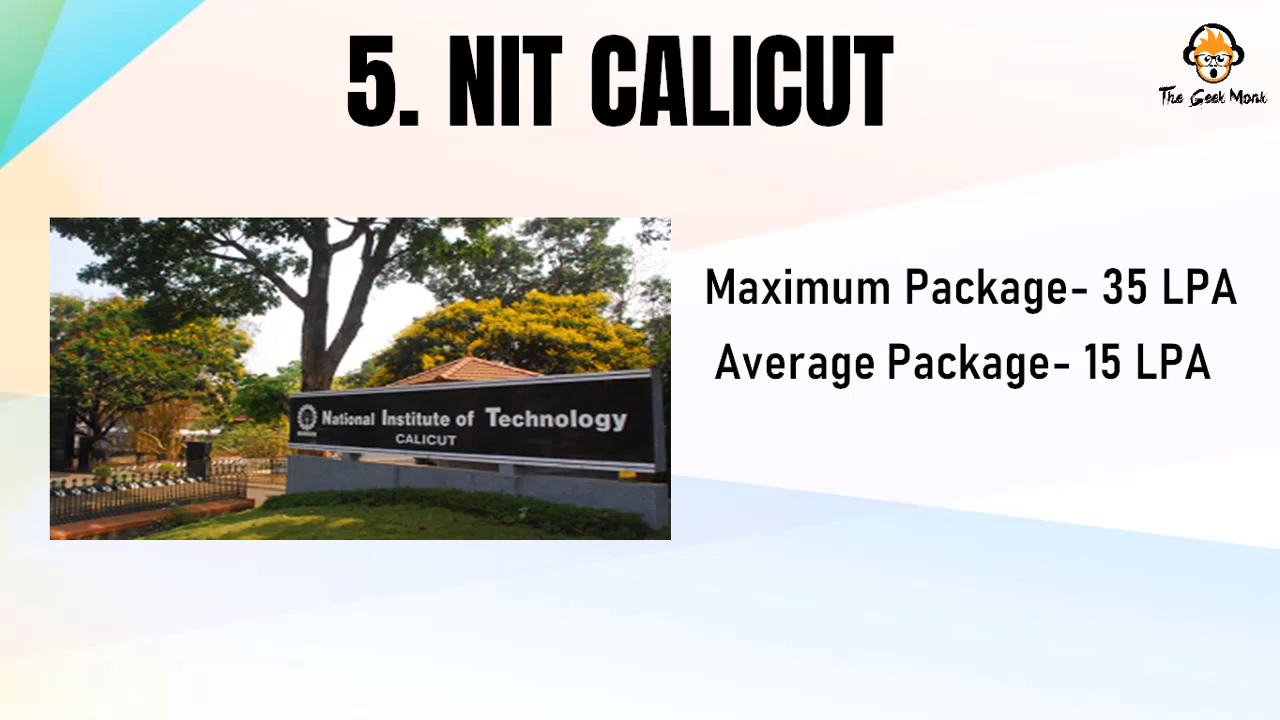 5. NIT CALICUT
The Geek Monk
Maximum Package- 35 LPA
Average Package- 15 LPA
National Institute of Technology
CALICUT